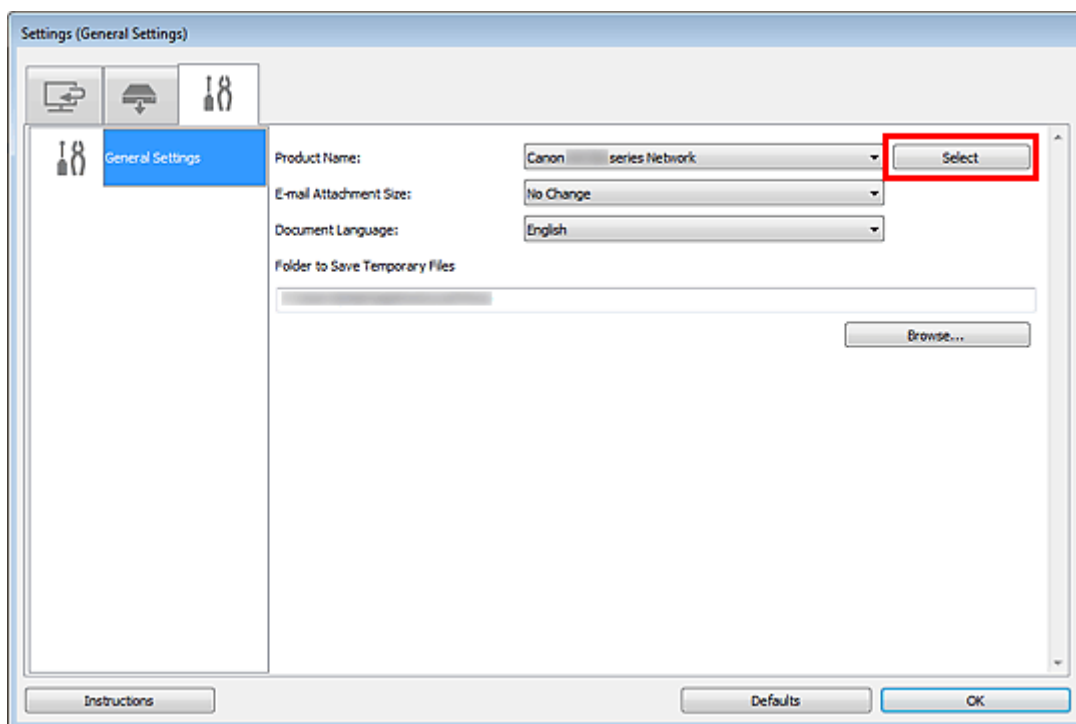 Settings (General Settings)
General Settings
Product Name:
Canon series Network
Select
E-mail Attachment Size:
No Change
Document Language:
English
Folder to Save Temporary Files
Browse...
Instructions
Defaults
OK